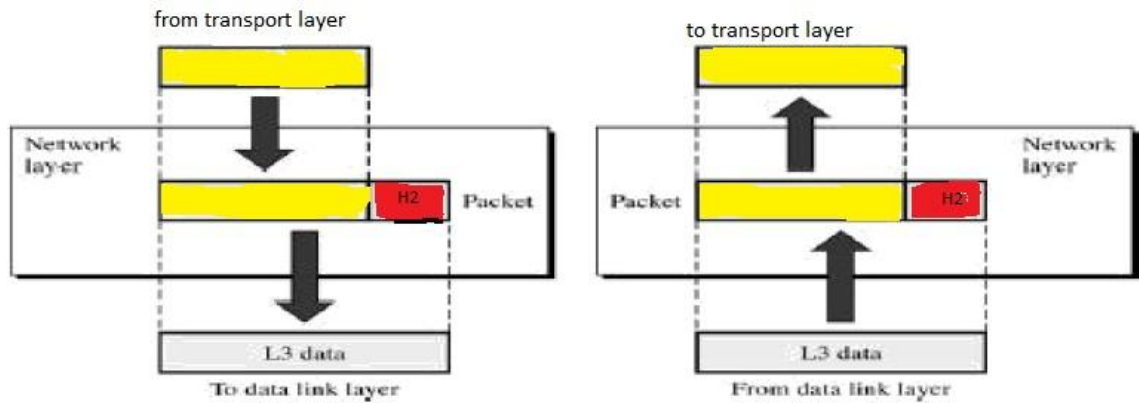 from transport layer
Network
layer
H2
Packet
L3 data
To data link layer
to transport layer
Network
layer
Packet
H2
L3 data
From data link layer